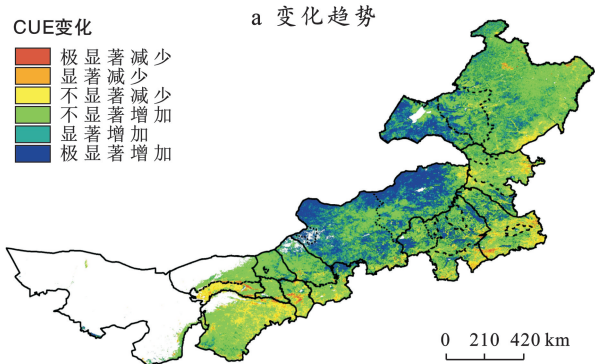 a 变化趋势
CUE变化
极显著减少
显著减少
不显著减少
不显著增加
显著增加
极显著增加
0 210 420 km